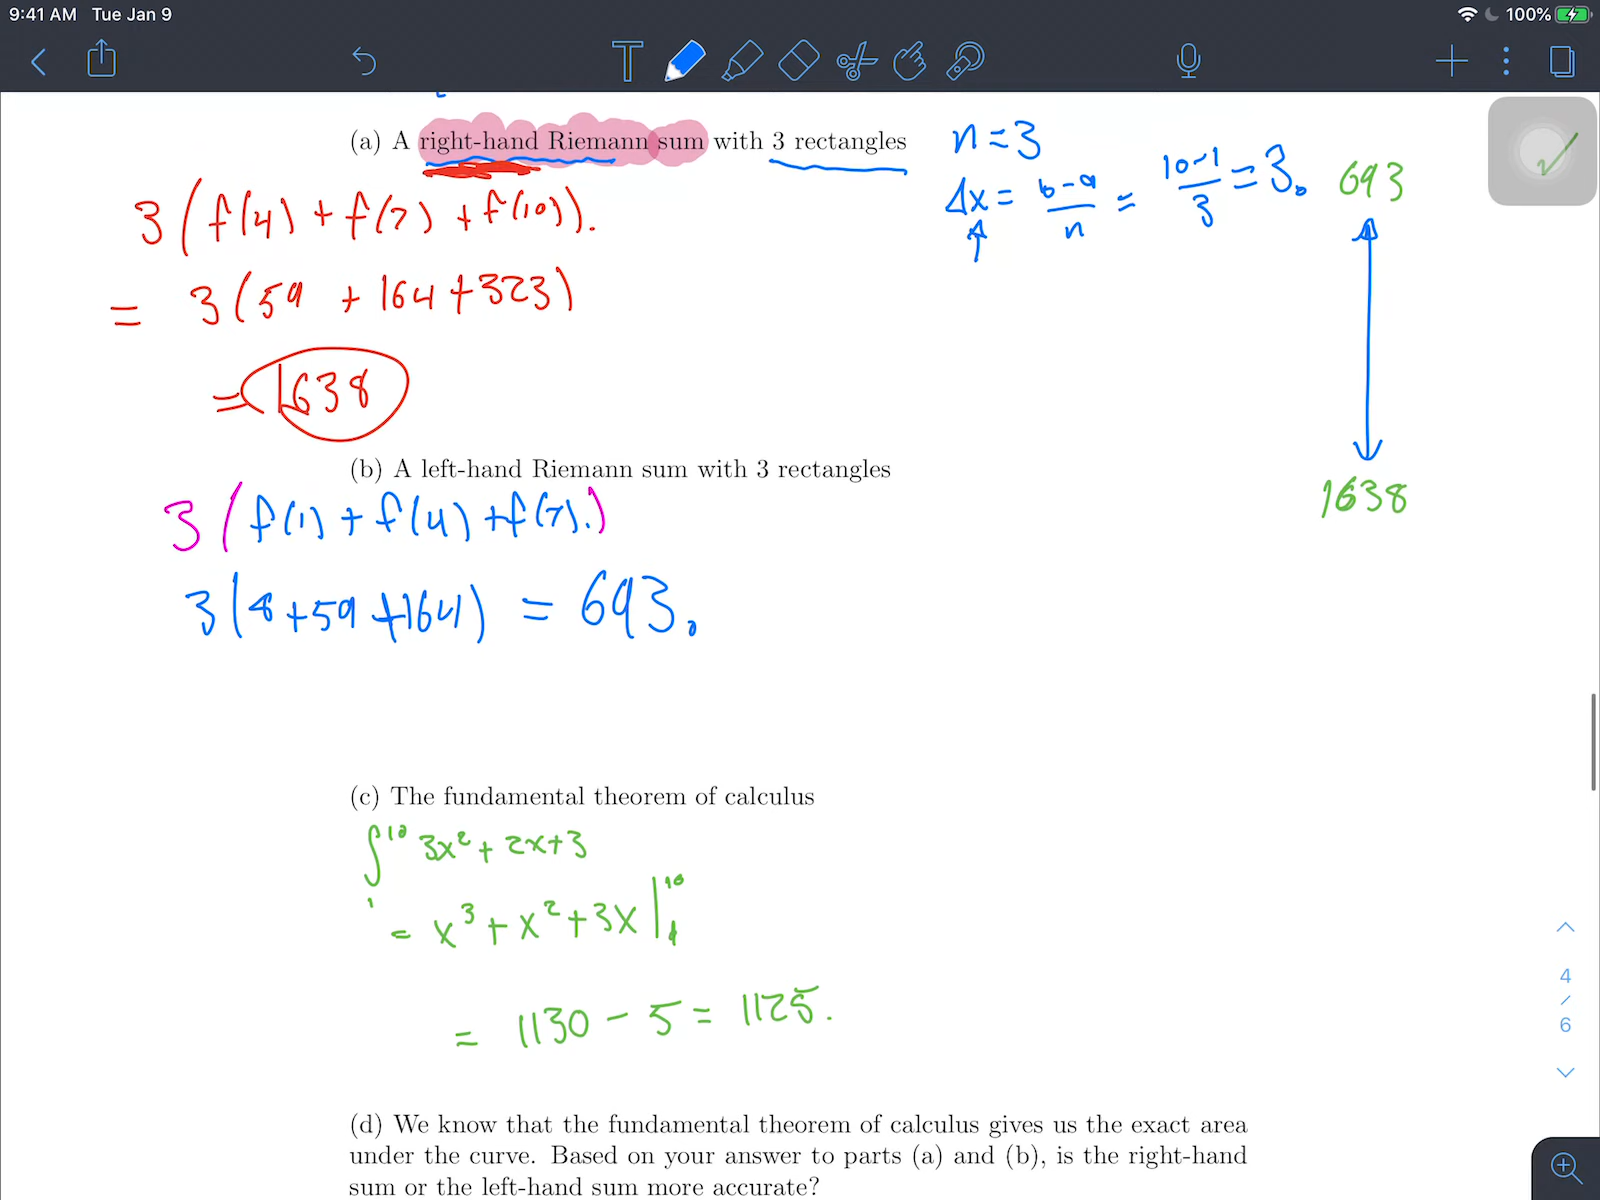 9:41 AM Tue Jan 9
100%
(a) A right-hand Riemann sum with 3 rectangles
n = 3
Δx = b-a/n = 10-1/3 = 3.
693
3(f(4) + f(7) + f(10)).
= 3(59 + 164 + 323)
= 1638
1638
(b) A left-hand Riemann sum with 3 rectangles
3(f(1) + f(4) + f(7).)
3(8 + 59 + 164) = 693.
(c) The fundamental theorem of calculus
∫₁¹⁰ 3x² + 2x + 3
= x³ + x² + 3x |₁¹⁰
= 1130 - 5 = 1125.
4
/
6
(d) We know that the fundamental theorem of calculus gives us the exact area
under the curve. Based on your answer to parts (a) and (b), is the right-hand
sum or the left-hand sum more accurate?